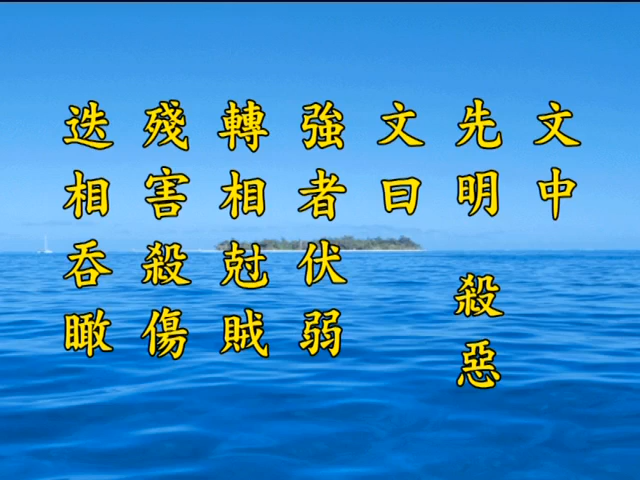 文中
先明 殺惡
文曰
強者伏弱
轉相尅賊
殘害殺傷
迭相吞瞰